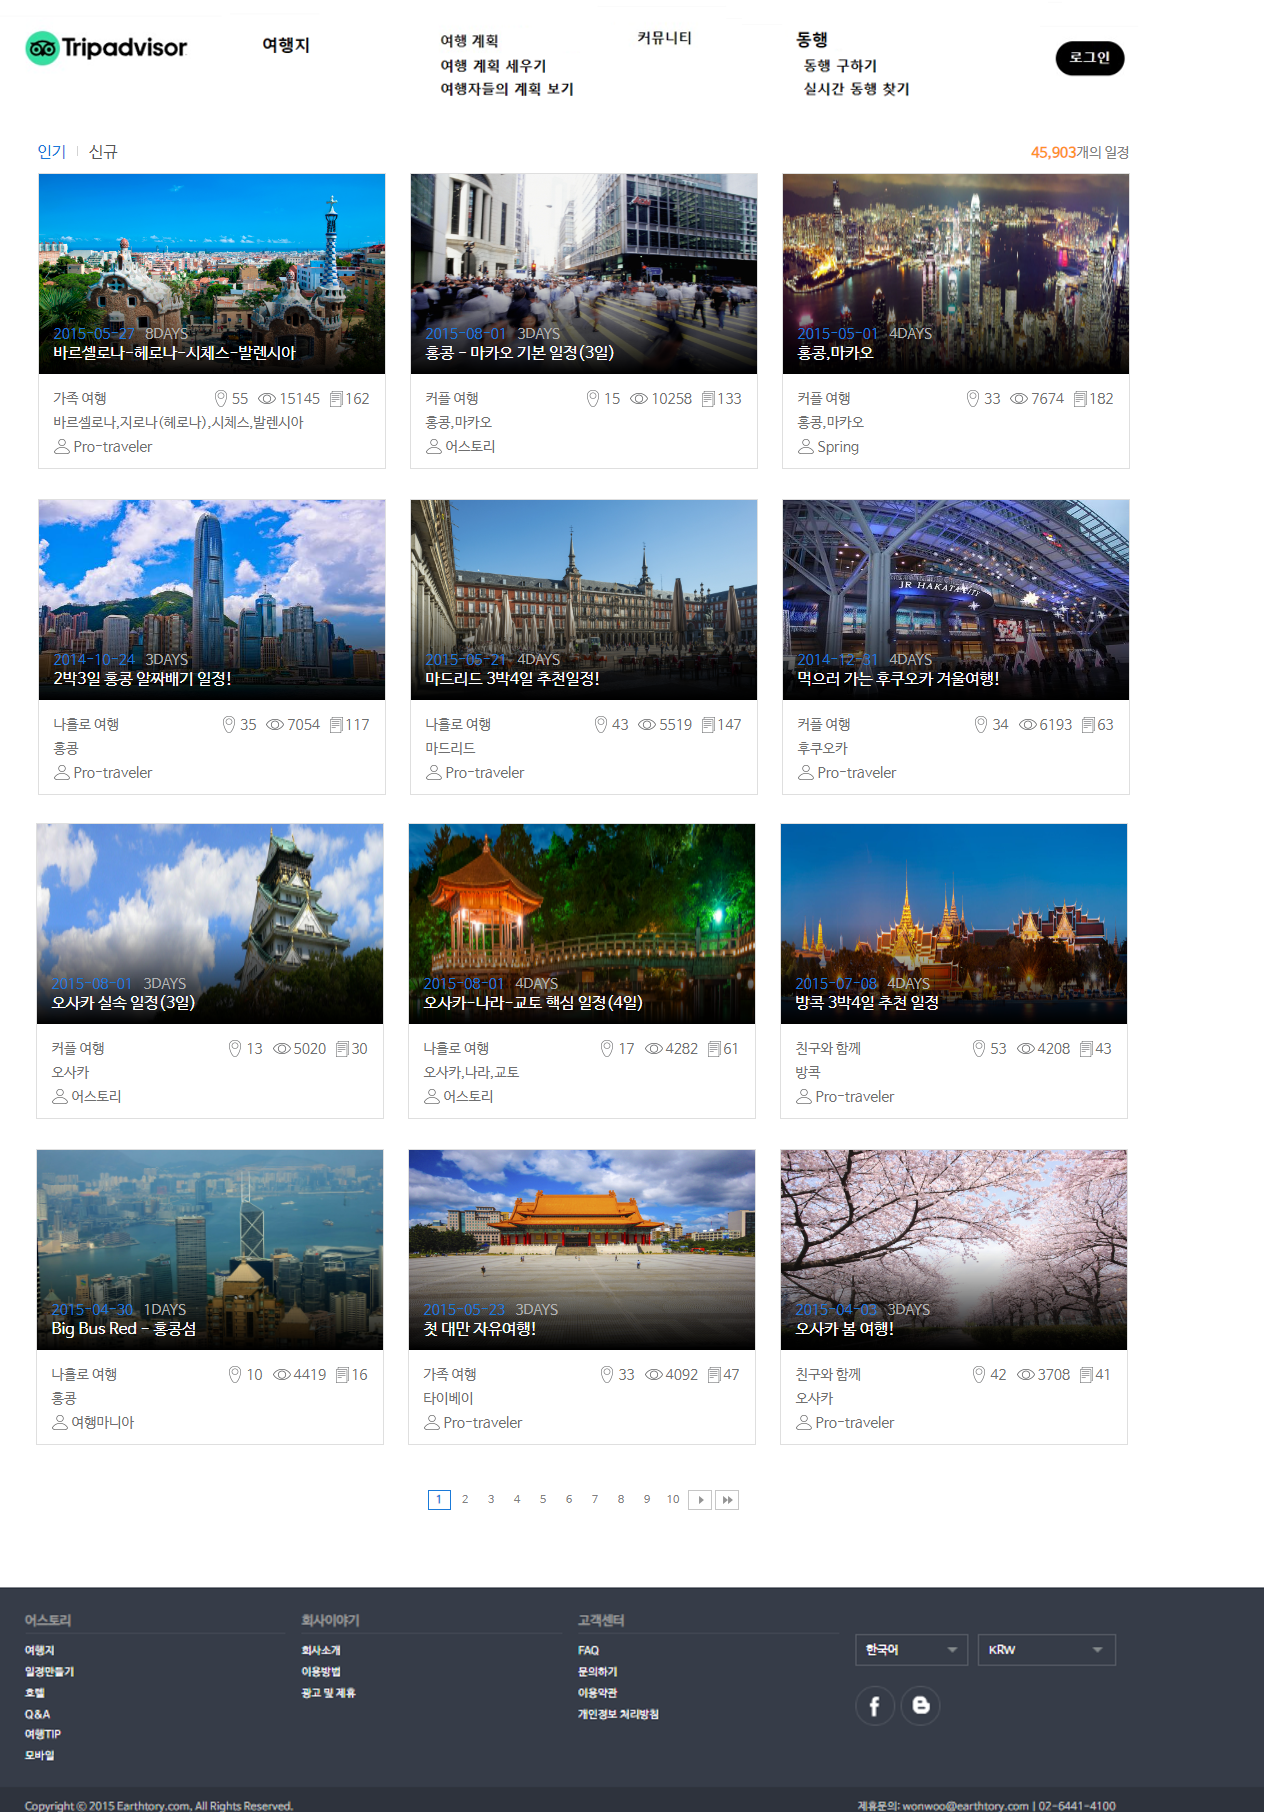 Tripadvisor
여행지
여행 계획
여행 계획 세우기
여행자들의 계획 보기
커뮤니티
동행
동행 구하기
실시간 동행 찾기
로그인
인기 | 신규
45,903개의 일정
2015-05-27 8DAYS
바르셀로나-헤로나-시체스-발렌시아
가족 여행 55 15145 162
바르셀로나,지로나(헤로나),시체스,발렌시아
Pro-traveler
2015-08-01 3DAYS
홍콩 - 마카오 기본 일정(3일)
커플 여행 15 10258 133
홍콩,마카오
어스토리
2015-05-01 4DAYS
홍콩,마카오
커플 여행 33 7674 182
홍콩,마카오
Spring
2014-10-24 3DAYS
2박3일 홍콩 알짜배기 일정!
나홀로 여행 35 7054 117
홍콩
Pro-traveler
2015-05-21 4DAYS
마드리드 3박4일 추천일정!
나홀로 여행 43 5519 147
마드리드
Pro-traveler
JR HAKATA CITY
2014-12-31 4DAYS
먹으러 가는 후쿠오카 겨울여행!
커플 여행 34 6193 63
후쿠오카
Pro-traveler
2015-08-01 3DAYS
오사카 실속 일정(3일)
커플 여행 13 5020 30
오사카
어스토리
2015-08-01 4DAYS
오사카-나라-교토 핵심 일정(4일)
나홀로 여행 17 4282 61
오사카,나라,교토
어스토리
2015-07-08 4DAYS
방콕 3박4일 추천 일정
친구와 함께 53 4208 43
방콕
Pro-traveler
2015-04-30 1DAYS
Big Bus Red - 홍콩섬
나홀로 여행 10 4419 16
홍콩
여행마니아
2015-05-23 3DAYS
첫 대만 자유여행!
가족 여행 33 4092 47
타이베이
Pro-traveler
2015-04-03 3DAYS
오사카 봄 여행!
친구와 함께 42 3708 41
오사카
Pro-traveler
1 2 3 4 5 6 7 8 9 10
어스토리
여행지
일정만들기
호텔
Q&A
여행TIP
모바일
회사이야기
회사소개
이용방법
광고 및 제휴
고객센터
FAQ
문의하기
이용약관
개인정보 처리방침
한국어
KRW
Copyright © 2015 Earthtory.com, All Rights Reserved.
제휴문의: wonwoo@earthtory.com | 02-6441-4100